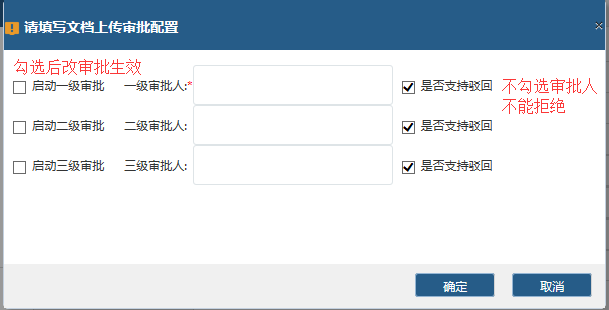 请填写文档上传审批配置
勾选后改审批生效
启动一级审批 一级审批人:* 是否支持驳回
不勾选审批人
不能拒绝
启动二级审批 二级审批人: 是否支持驳回
启动三级审批 三级审批人: 是否支持驳回
确定 取消